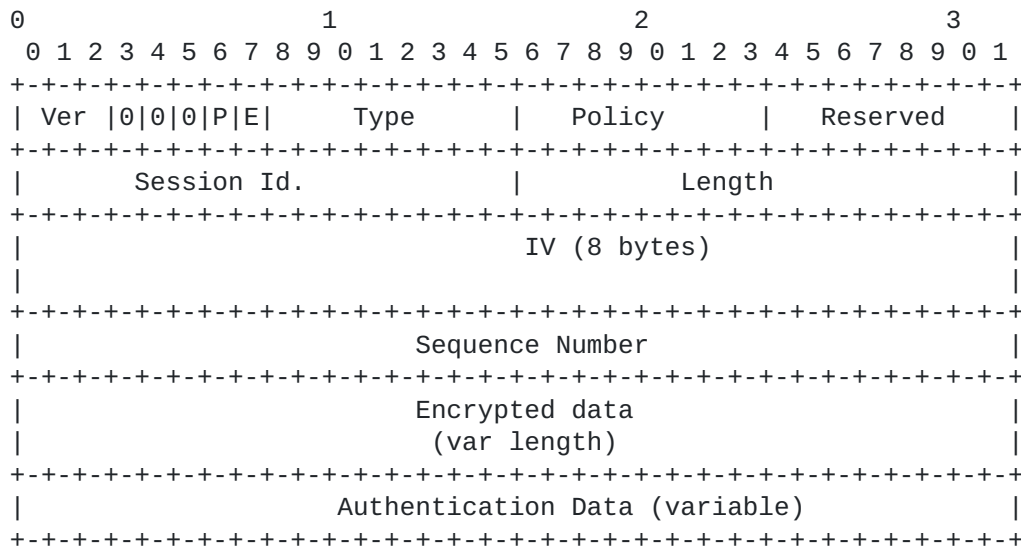 0                   1                   2                   3
 0 1 2 3 4 5 6 7 8 9 0 1 2 3 4 5 6 7 8 9 0 1 2 3 4 5 6 7 8 9 0 1
+-+-+-+-+-+-+-+-+-+-+-+-+-+-+-+-+-+-+-+-+-+-+-+-+-+-+-+-+-+-+-+-+
| Ver |0|0|0|P|E|     Type      |   Policy      |   Reserved    |
+-+-+-+-+-+-+-+-+-+-+-+-+-+-+-+-+-+-+-+-+-+-+-+-+-+-+-+-+-+-+-+-+
|       Session Id.             |          Length               |
+-+-+-+-+-+-+-+-+-+-+-+-+-+-+-+-+-+-+-+-+-+-+-+-+-+-+-+-+-+-+-+-+
|                                IV (8 bytes)                   |
|                                                               |
+-+-+-+-+-+-+-+-+-+-+-+-+-+-+-+-+-+-+-+-+-+-+-+-+-+-+-+-+-+-+-+-+
|                         Sequence Number                       |
+-+-+-+-+-+-+-+-+-+-+-+-+-+-+-+-+-+-+-+-+-+-+-+-+-+-+-+-+-+-+-+-+
|                         Encrypted data                        |
|                          (var length)                         |
+-+-+-+-+-+-+-+-+-+-+-+-+-+-+-+-+-+-+-+-+-+-+-+-+-+-+-+-+-+-+-+-+
|                    Authentication Data (variable)             |
+-+-+-+-+-+-+-+-+-+-+-+-+-+-+-+-+-+-+-+-+-+-+-+-+-+-+-+-+-+-+-+-+